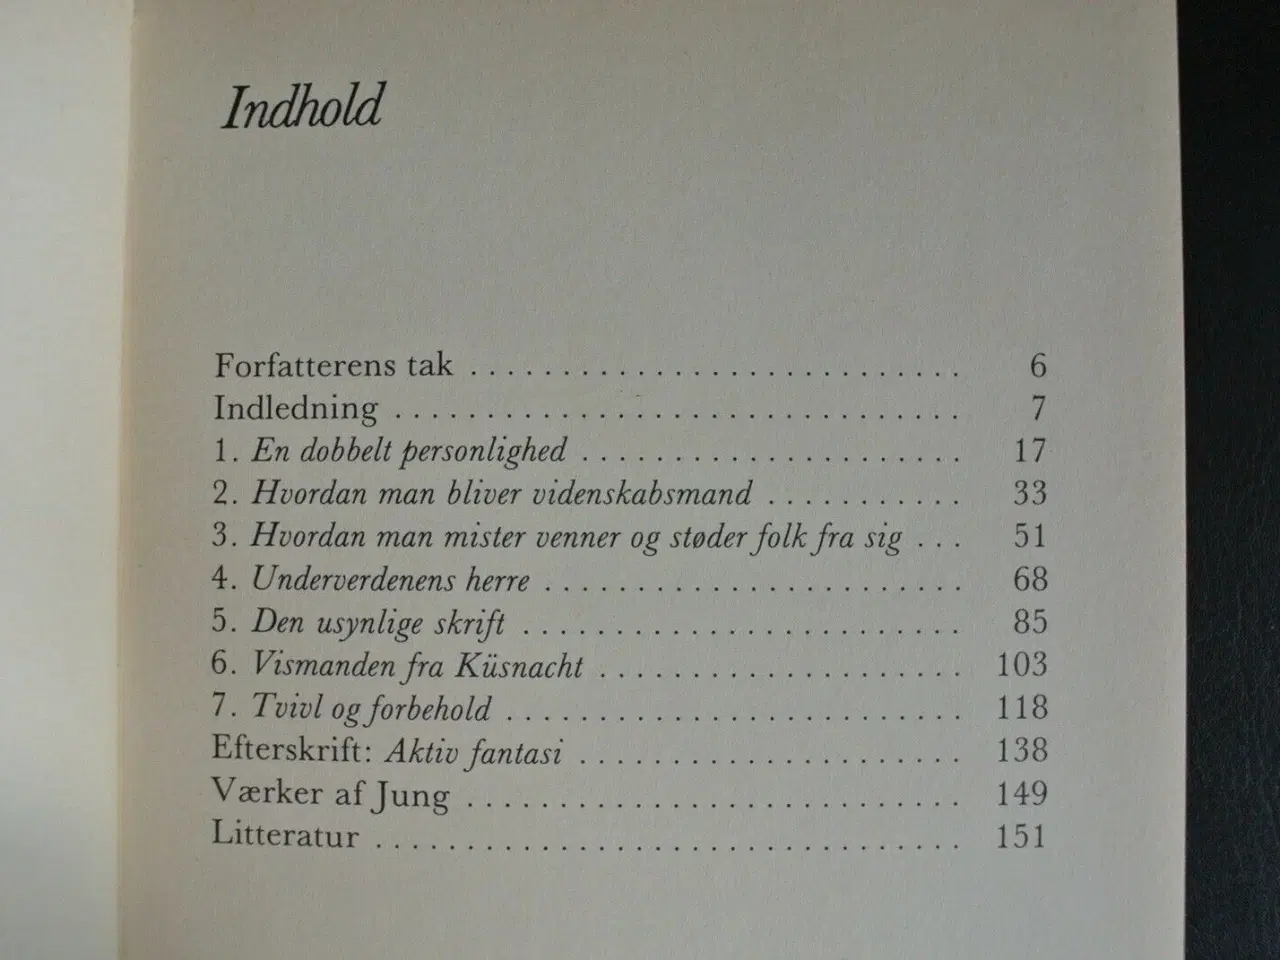 Indhold
Forfatterens tak . . . . . . . . . . . . . . . . . . . . . . . . . . . . . . . . 6
Indledning . . . . . . . . . . . . . . . . . . . . . . . . . . . . . . . . . . . . . 7
1. En dobbelt personlighed . . . . . . . . . . . . . . . . . . . . . . . . . 17
2. Hvordan man bliver videnskabsmand . . . . . . . . . . . 33
3. Hvordan man mister venner og støder folk fra sig . . . 51
4. Underverdenens herre . . . . . . . . . . . . . . . . . . . . . . . . . . . 68
5. Den usynlige skrift . . . . . . . . . . . . . . . . . . . . . . . . . . . . . 85
6. Vismanden fra Küsnacht . . . . . . . . . . . . . . . . . . . . . . . . 103
7. Tvivl og forbehold . . . . . . . . . . . . . . . . . . . . . . . . . . . . . . 118
Efterskrift: Aktiv fantasi . . . . . . . . . . . . . . . . . . . . . . . . . 138
Værker af Jung . . . . . . . . . . . . . . . . . . . . . . . . . . . . . . . . 149
Litteratur . . . . . . . . . . . . . . . . . . . . . . . . . . . . . . . . . . . . . . 151